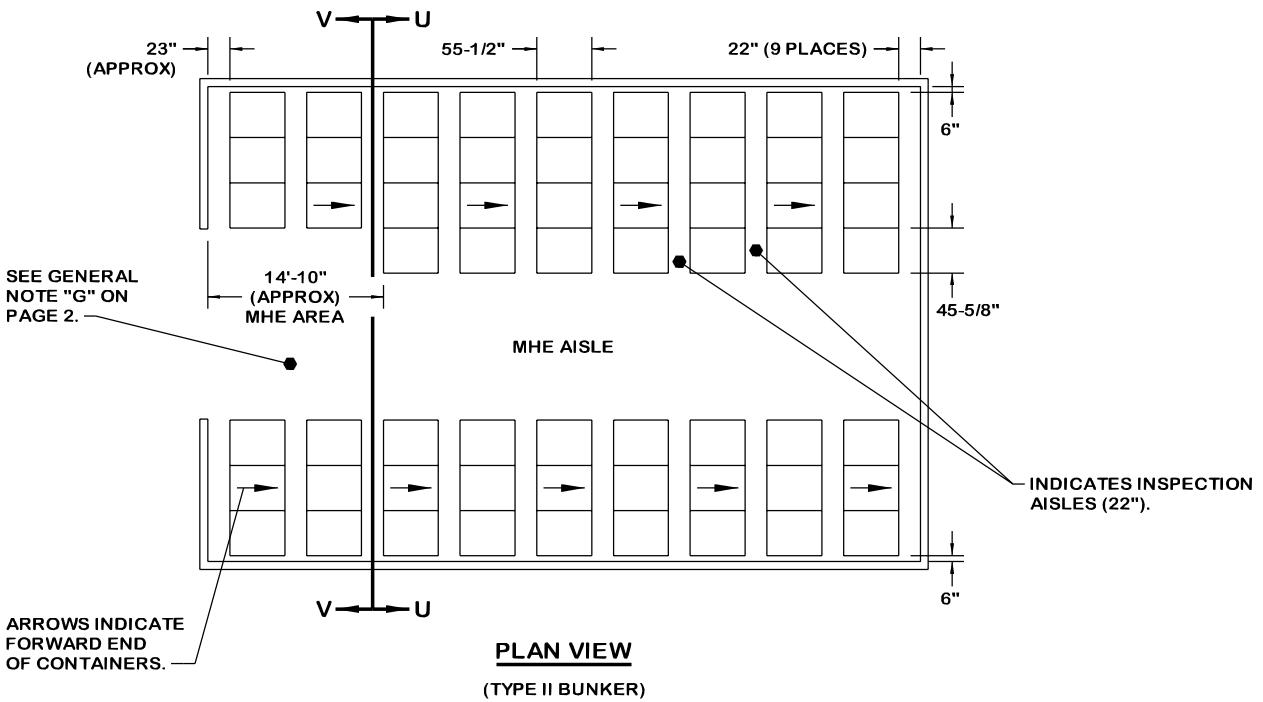 V U
23"
(APPROX)
55-1/2"
22" (9 PLACES)
6"
SEE GENERAL
NOTE "G" ON
PAGE 2.
14'-10"
(APPROX)
MHE AREA
45-5/8"
MHE AISLE
INDICATES INSPECTION
AISLES (22").
6"
ARROWS INDICATE
FORWARD END
OF CONTAINERS.
V U
PLAN VIEW
(TYPE II BUNKER)